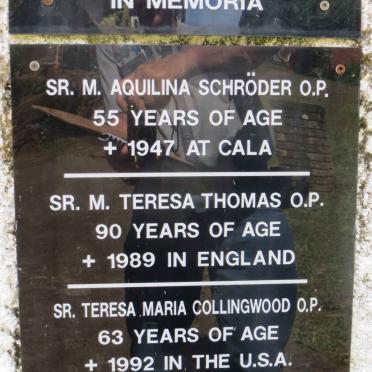 IN MEMORIA
SR. M. AQUILINA SCHRÖDER O.P.
55 YEARS OF AGE
+ 1947 AT CALA
SR. M. TERESA THOMAS O.P.
90 YEARS OF AGE
+ 1989 IN ENGLAND
SR. TERESA MARIA COLLINGWOOD O.P.
63 YEARS OF AGE
+ 1992 IN THE U.S.A.